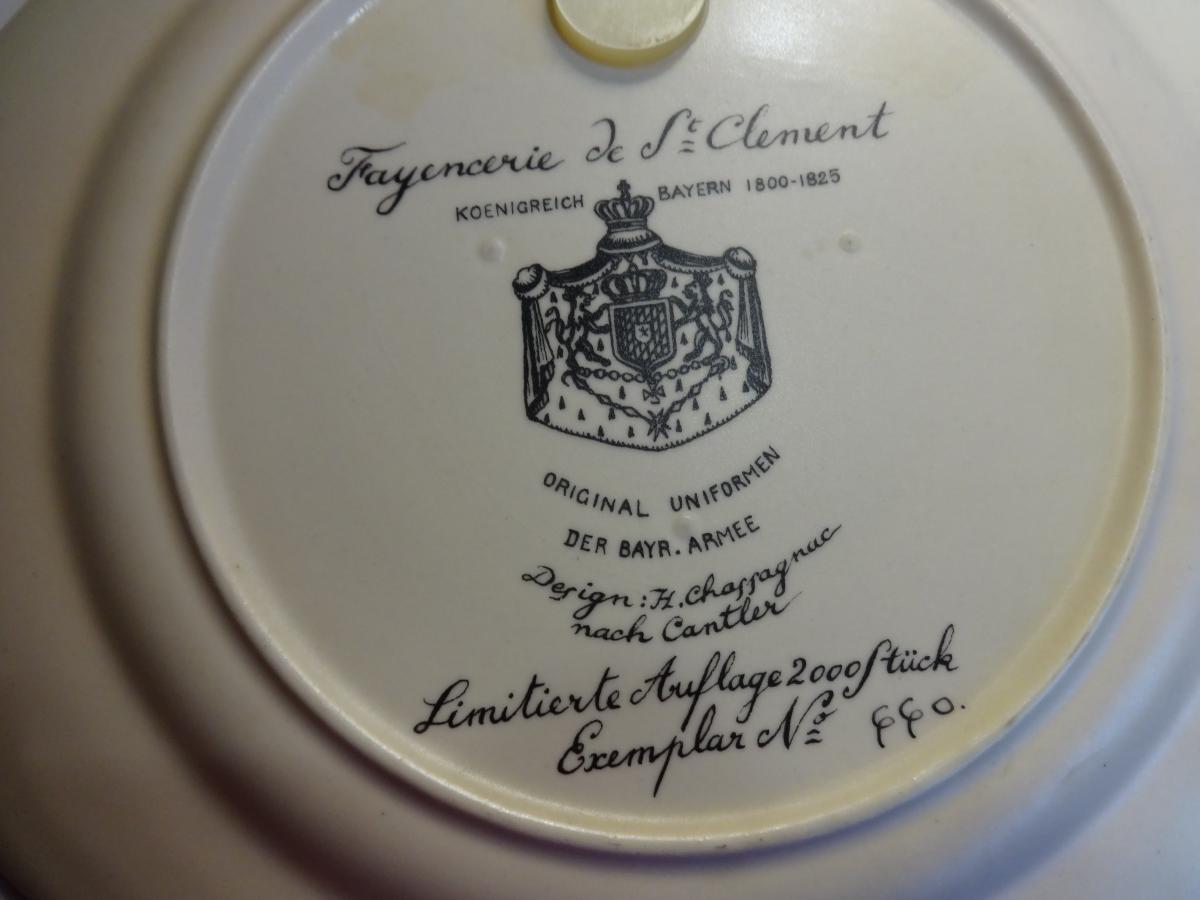 Fayencerie de St Clement
KOENIGREICH BAYERN 1800-1825
ORIGINAL UNIFORMEN
DER BAYR. ARMEE
Design: H. Chassagnac
nach Cantler
Limitierte Auflage 2000 Stück
Exemplar No 660.